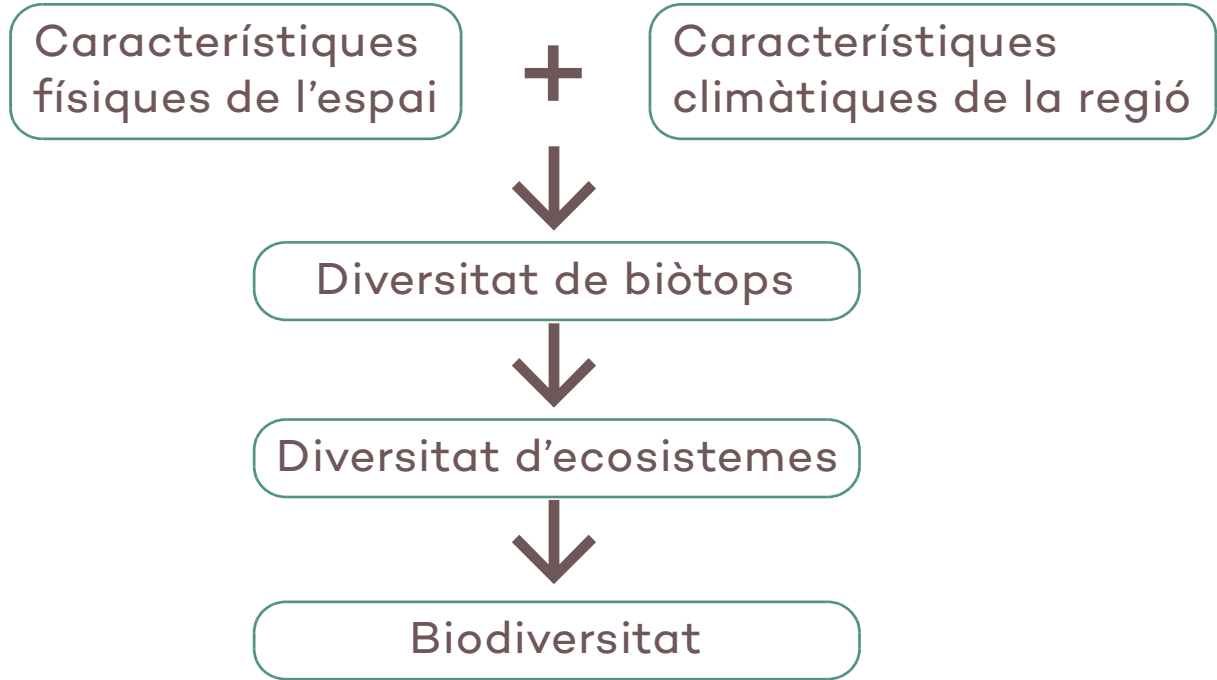 Característiques
físiques de l'espai
+
Característiques
climàtiques de la regió
Diversitat de biòtops
Diversitat d'ecosistemes
Biodiversitat